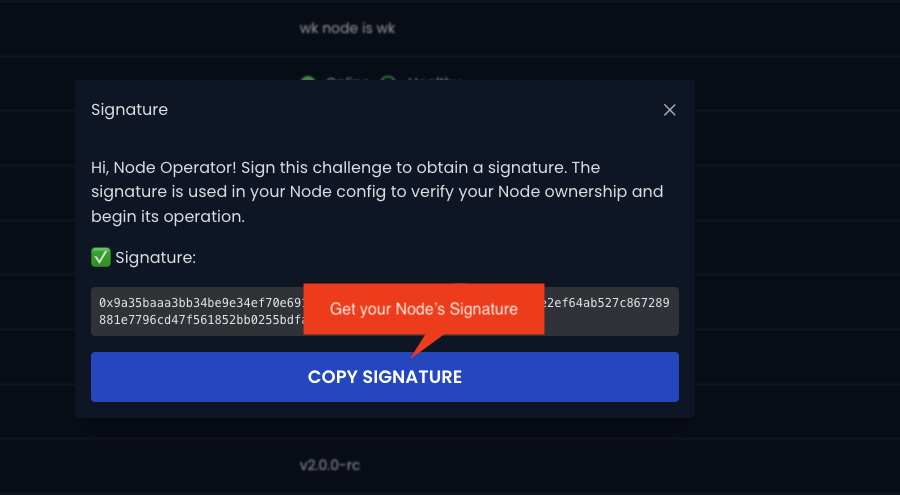 wk node is wk
Online Healthy
Signature
Hi, Node Operator! Sign this challenge to obtain a signature. The
signature is used in your Node config to verify your Node ownership and
begin its operation.
✅ Signature:
0x9a35baaa3bb34be9e34ef70e69 2ef64ab527c867289
881e7796cd47f561852bb0255bdf
Get your Node's Signature
COPY SIGNATURE
v2.0.0-rc